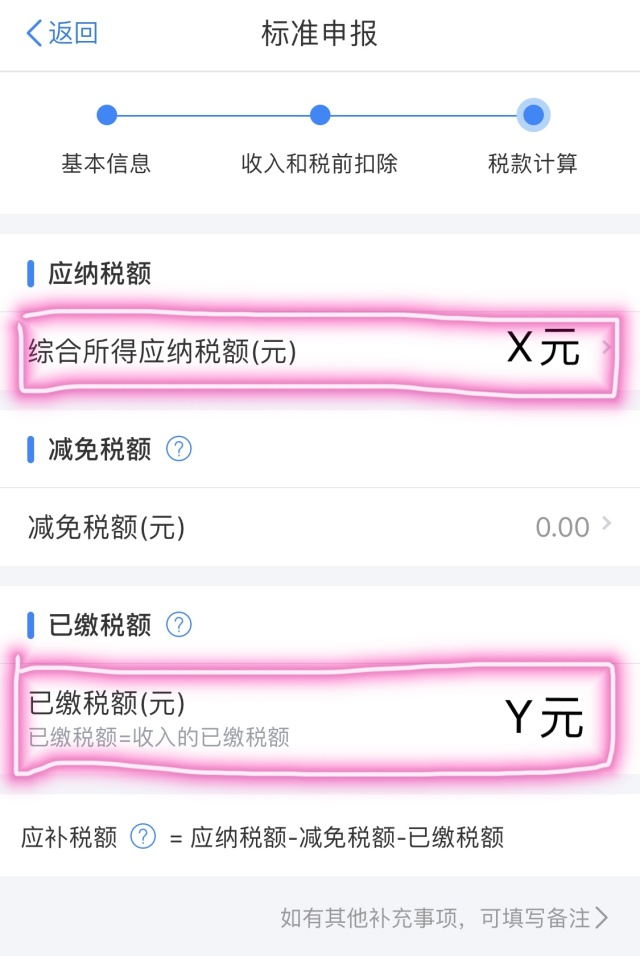 返回
标准申报
基本信息
收入和税前扣除
税款计算
应纳税额
综合所得应纳税额(元)
X元
减免税额 ?
减免税额(元)
0.00
已缴税额 ?
已缴税额(元)
Y元
已缴税额=收入的已缴税额
应补税额 ? = 应纳税额-减免税额-已缴税额
如有其他补充事项，可填写备注